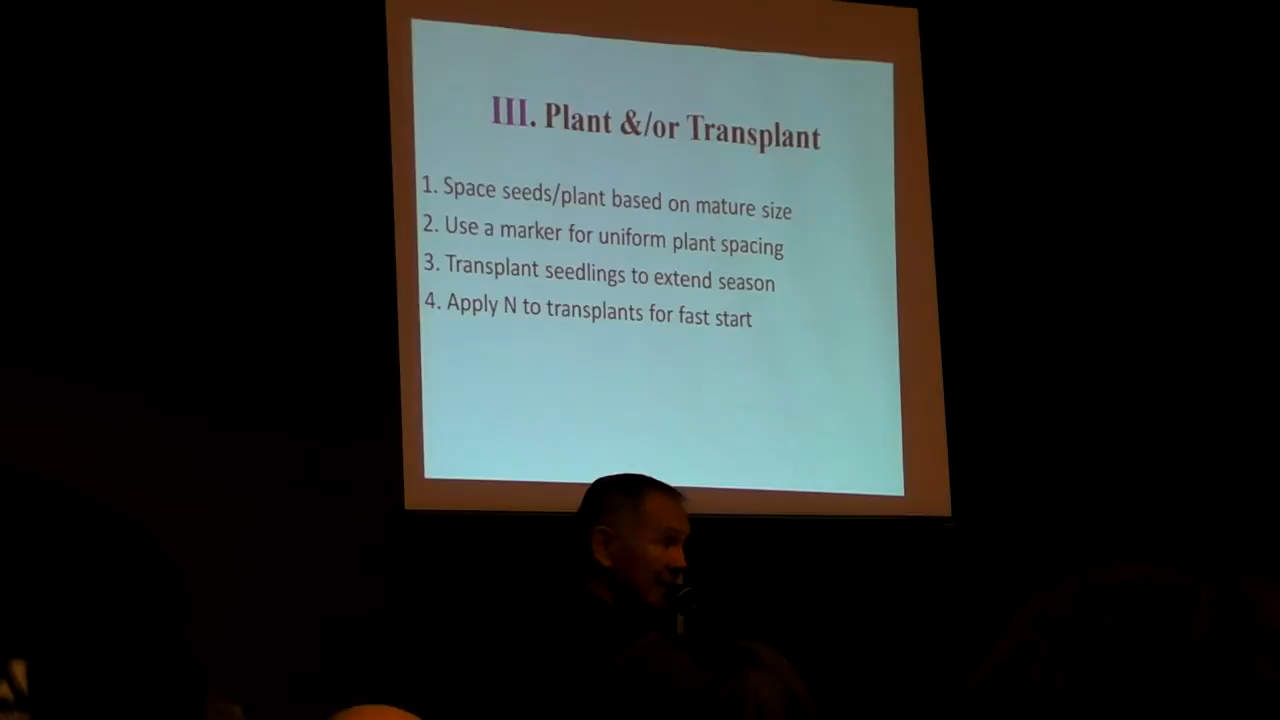 III. Plant &/or Transplant
1. Space seeds/plant based on mature size
2. Use a marker for uniform plant spacing
3. Transplant seedlings to extend season
4. Apply N to transplants for fast start